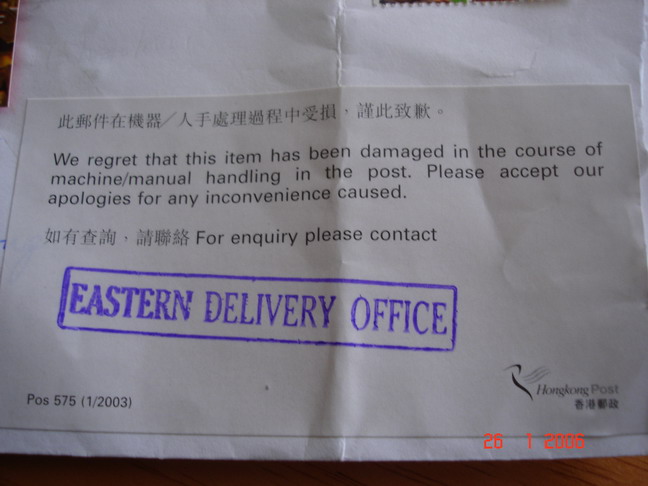 此郵件在機器／人手處理過程中受損，謹此致歉。
We regret that this item has been damaged in the course of
machine/manual handling in the post. Please accept our
apologies for any inconvenience caused.
如有查詢，請聯絡 For enquiry please contact
EASTERN DELIVERY OFFICE
Hongkong Post
香港郵政
Pos 575 (1/2003)
26 1 2006